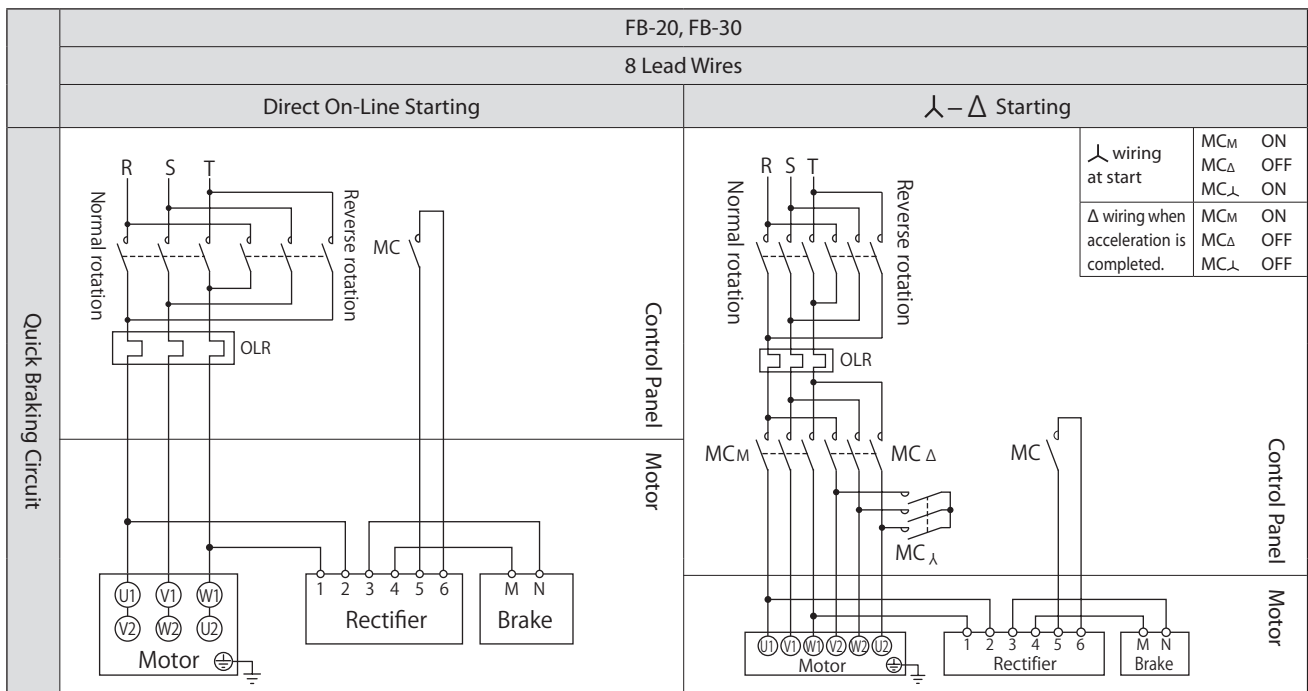 FB-20, FB-30
8 Lead Wires
Direct On-Line Starting
⅄ – Δ Starting
Quick Braking Circuit
R S T
Normal rotation
Reverse rotation
MC
OLR
Control Panel
Motor
U1 V1 W1
V2 W2 U2
Motor
1 2 3 4 5 6
Rectifier
M N
Brake
⅄ wiring at start
MCM ON
MCΔ OFF
MC⅄ ON
Δ wiring when
acceleration is
completed.
MCM ON
MCΔ OFF
MC⅄ OFF
R S T
Normal rotation
Reverse rotation
OLR
MCM
MC Δ
MC
MC ⅄
Control Panel
Motor
U1 V1 W1 V2 W2 U2
Motor
1 2 3 4 5 6
Rectifier
M N
Brake